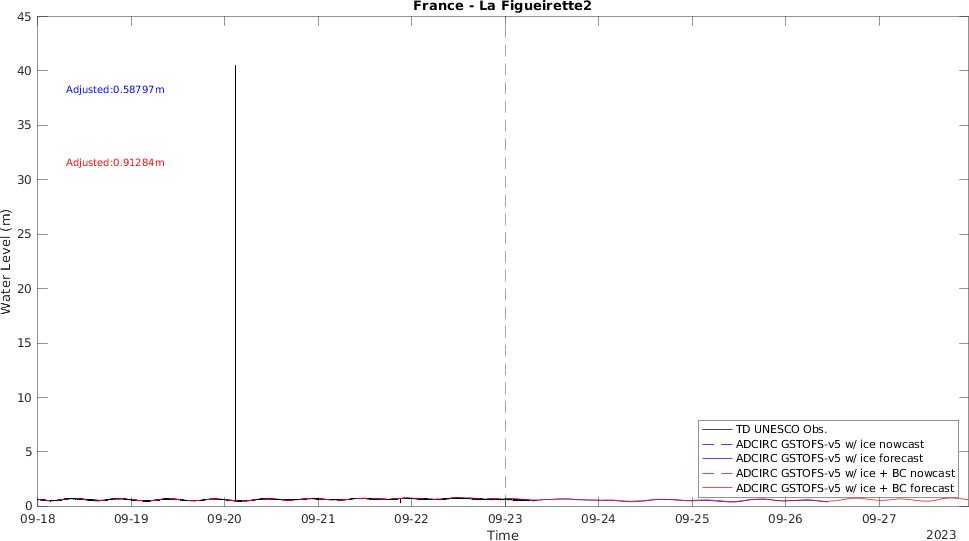 France - La Figueirette2
45
40
35
30
25
20
15
10
5
0
Water Level (m)
Adjusted:0.58797m
Adjusted:0.91284m
TD UNESCO Obs.
ADCIRC GSTOFS-v5 w/ ice nowcast
ADCIRC GSTOFS-v5 w/ ice forecast
ADCIRC GSTOFS-v5 w/ ice + BC nowcast
ADCIRC GSTOFS-v5 w/ ice + BC forecast
09-18 09-19 09-20 09-21 09-22 09-23 09-24 09-25 09-26 09-27
Time
2023